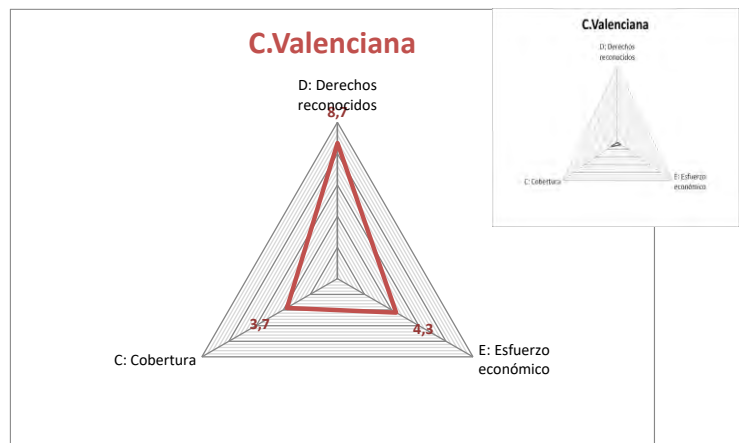 C.Valenciana
D: Derechos
reconocidos
8,7
3,7
4,3
C: Cobertura
E: Esfuerzo
económico
C.Valenciana
D: Derechos
reconocidos
C: Cobertura
E: Esfuerzo
económico